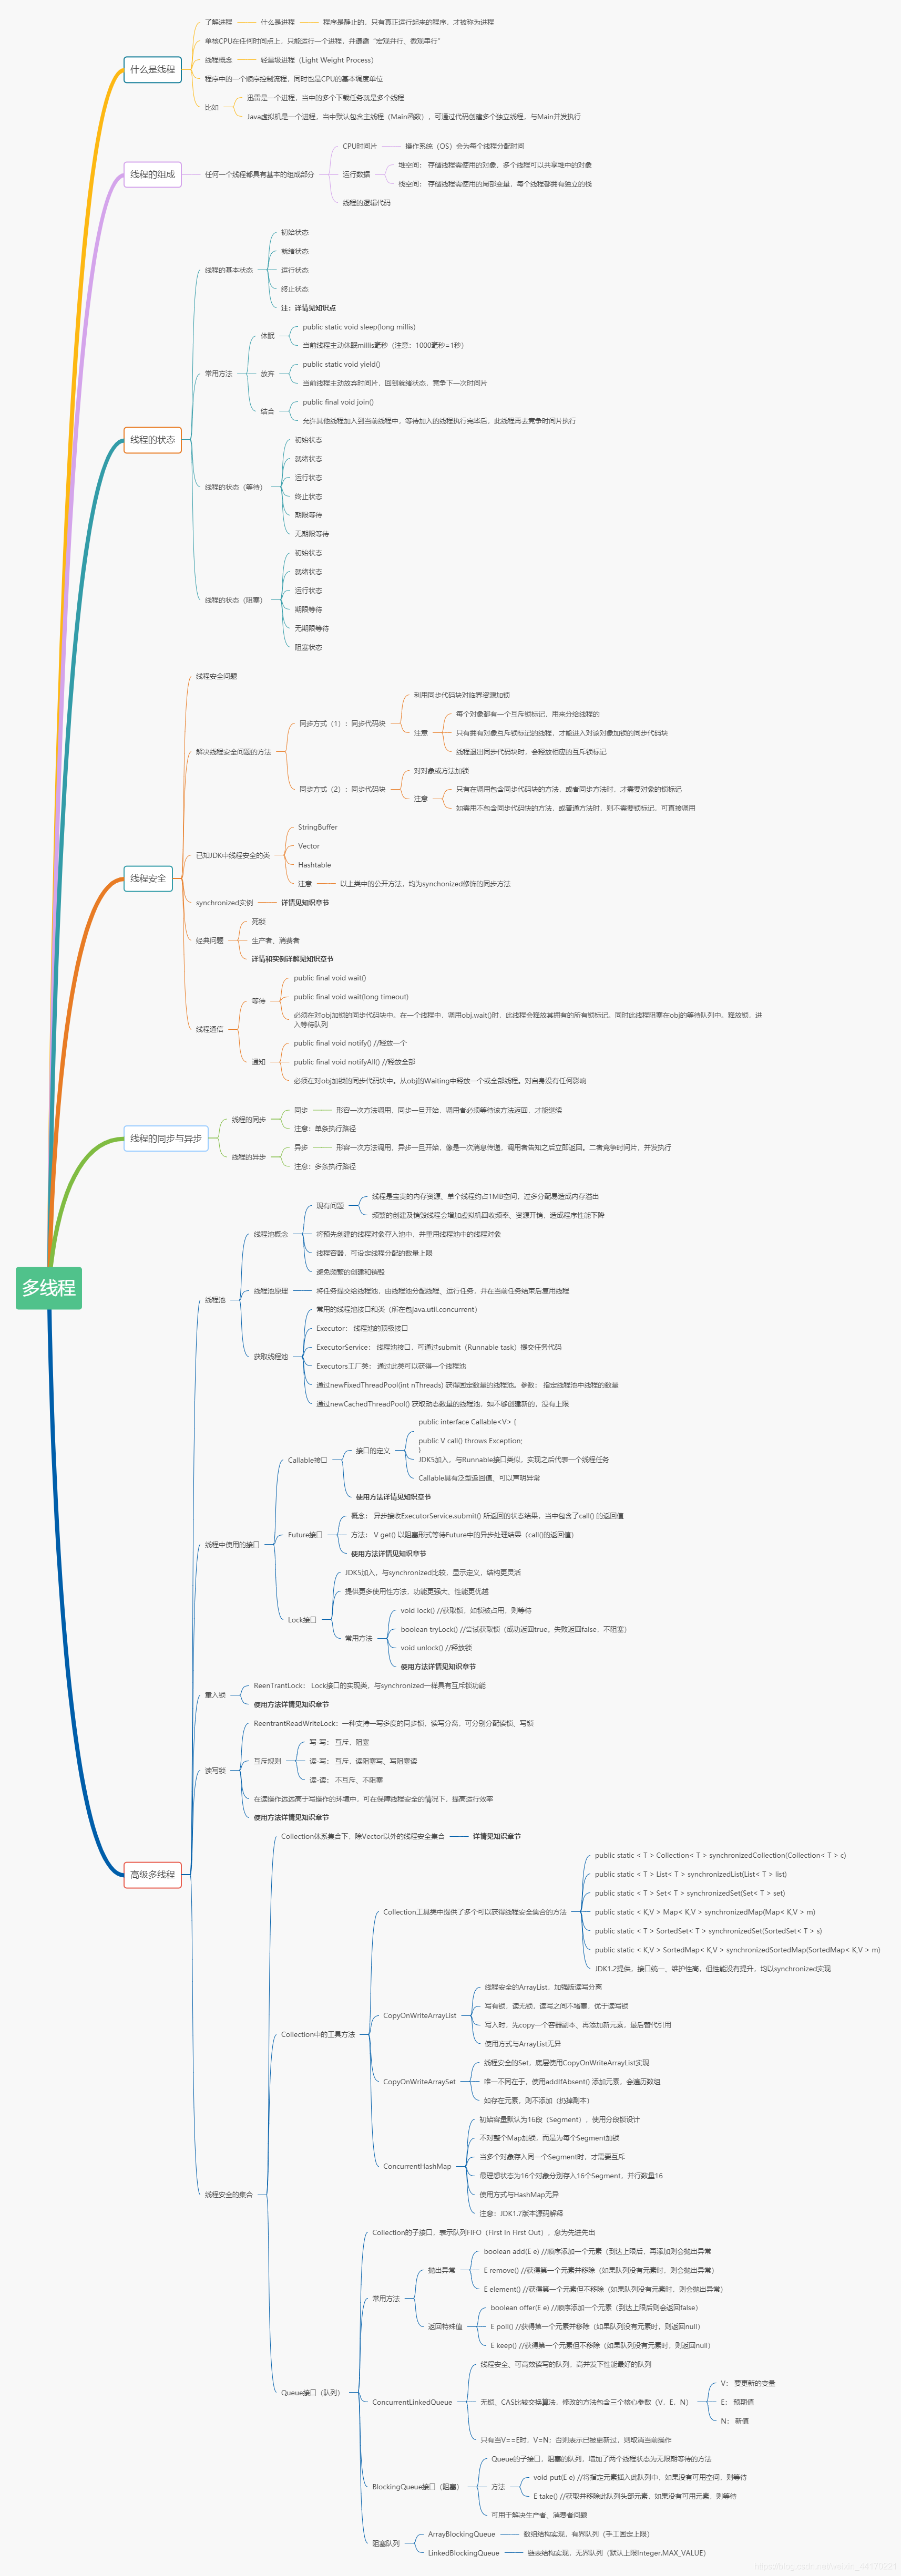 多线程
什么是线程
了解进程
什么是进程
程序是静止的，只有真正运行起来的程序，才被称为进程
单核CPU在任何时间点上，只能运行一个进程，并遵循“宏观并行、微观串行”
线程概念
轻量级进程（Light Weight Process）
程序中的一个顺序控制流程，同时也是CPU的基本调度单位
比如
迅雷是一个进程，当中的多个下载任务就是多个线程
Java虚拟机是一个进程，当中默认包含主线程（Main函数），可通过代码创建多个独立线程，与Main并发执行
线程的组成
任何一个线程都具有基本的组成部分
CPU时间片
操作系统（OS）会为每个线程分配时间
运行数据
堆空间： 存储线程需使用的对象，多个线程可以共享堆中的对象
栈空间： 存储线程需使用的局部变量，每个线程都拥有独立的栈
线程的逻辑代码
线程的状态
线程的基本状态
初始状态
就绪状态
运行状态
终止状态
注：详情见知识点
常用方法
休眠
public static void sleep(long millis)
当前线程主动休眠millis毫秒（注意：1000毫秒=1秒）
放弃
public static void yield()
当前线程主动放弃时间片，回到就绪状态，竞争下一次时间片
结合
public final void join()
允许其他线程加入到当前线程中，等待加入的线程执行完毕后，此线程再去竞争时间片执行
线程的状态（等待）
初始状态
就绪状态
运行状态
终止状态
期限等待
无期限等待
线程的状态（阻塞）
初始状态
就绪状态
运行状态
期限等待
无期限等待
阻塞状态
线程安全
线程安全问题
解决线程安全问题的方法
同步方式（1）：同步代码块
利用同步代码块对临界资源加锁
注意
每个对象都有一个互斥锁标记，用来分给线程的
只有拥有对象互斥锁标记的线程，才能进入对该对象加锁的同步代码块
线程退出同步代码块时，会释放相应的互斥锁标记
同步方式（2）：同步代码块
对对象或方法加锁
注意
只有在调用包含同步代码块的方法，或者同步方法时，才需要对象的锁标记
如需用不包含同步代码快的方法，或普通方法时，则不需要锁标记，可直接调用
已知JDK中线程安全的类
StringBuffer
Vector
Hashtable
注意
以上类中的公开方法，均为synchonized修饰的同步方法
synchronized实例
详情见知识章节
经典问题
死锁
生产者、消费者
详情和实例详解见知识章节
线程通信
等待
public final void wait()
public final void wait(long timeout)
必须在对obj加锁的同步代码块中。在一个线程中，调用obj.wait()时，此线程会释放其拥有的所有锁标记。同时此线程阻塞在obj的等待队列中。释放锁，进
入等待队列
通知
public final void notify() //释放一个
public final void notifyAll() //释放全部
必须在对obj加锁的同步代码块中。从obj的Waiting中释放一个或全部线程。对自身没有任何影响
线程的同步与异步
线程的同步
同步
形容一次方法调用，同步一旦开始，调用者必须等待该方法返回，才能继续
注意：单条执行路径
线程的异步
异步
形容一次方法调用，异步一旦开始，像是一次消息传递，调用者告知之后立即返回。二者竞争时间片，并发执行
注意：多条执行路径
高级多线程
线程池
线程池概念
现有问题
线程是宝贵的内存资源、单个线程约占1MB空间，过多分配易造成内存溢出
频繁的创建及销毁线程会增加虚拟机回收频率、资源开销，造成程序性能下降
将预先创建的线程对象存入池中，并重用线程池中的线程对象
线程容器，可设定线程分配的数量上限
避免频繁的创建和销毁
线程池原理
将任务提交给线程池，由线程池分配线程、运行任务，并在当前任务结束后复用线程
获取线程池
常用的线程池接口和类（所在包java.util.concurrent）
Executor： 线程池的顶级接口
ExecutorService： 线程池接口，可通过submit（Runnable task）提交任务代码
Executors工厂类： 通过此类可以获得一个线程池
通过newFixedThreadPool(int nThreads) 获得固定数量的线程池。参数： 指定线程池中线程的数量
通过newCachedThreadPool() 获取动态数量的线程池，如不够创建新的，没有上限
线程中使用的接口
Callable接口
接口的定义
public interface Callable<V> {
public V call() throws Exception;
}
JDK5加入，与Runnable接口类似，实现之后代表一个线程任务
Callable具有泛型返回值、可以声明异常
使用方法详情见知识章节
Future接口
概念： 异步接收ExecutorService.submit() 所返回的状态结果，当中包含了call() 的返回值
方法： V get() 以阻塞形式等待Future中的异步处理结果（call()的返回值）
使用方法详情见知识章节
Lock接口
JDK5加入，与synchronized比较，显示定义，结构更灵活
提供更多使用性方法，功能更强大、性能更优越
常用方法
void lock() //获取锁，如锁被占用，则等待
boolean tryLock() //尝试获取锁（成功返回true。失败返回false，不阻塞）
void unlock() //释放锁
使用方法详情见知识章节
重入锁
ReenTrantLock： Lock接口的实现类，与synchronized一样具有互斥锁功能
使用方法详情见知识章节
读写锁
ReentrantReadWriteLock：一种支持一写多度的同步锁，读写分离，可分别分配读锁、写锁
互斥规则
写-写： 互斥，阻塞
读-写： 互斥，读阻塞写、写阻塞读
读-读： 不互斥、不阻塞
在读操作远远高于写操作的环境中，可在保障线程安全的情况下，提高运行效率
使用方法详情见知识章节
线程安全的集合
Collection体系集合下，除Vector以外的线程安全集合
详情见知识章节
Collection中的工具方法
Collection工具类中提供了多个可以获得线程安全集合的方法
public static < T > Collection< T > synchronizedCollection(Collection< T > c)
public static < T > List< T > synchronizedList(List< T > list)
public static < T > Set< T > synchronizedSet(Set< T > set)
public static < K,V > Map< K,V > synchronizedMap(Map< K,V > m)
public static < T > SortedSet< T > synchronizedSet(SortedSet< T > s)
public static < K,V > SortedMap< K,V > synchronizedSortedMap(SortedMap< K,V > m)
JDK1.2提供，接口统一、维护性高，但性能没有提升，均以synchronized实现
CopyOnWriteArrayList
线程安全的ArrayList，加强版读写分离
写有锁，读无锁，读写之间不堵塞，优于读写锁
写入时，先copy一个容器副本、再添加新元素，最后替代引用
使用方式与ArrayList无异
CopyOnWriteArraySet
线程安全的Set，底层使用CopyOnWriteArrayList实现
唯一不同在于，使用addIfAbsent() 添加元素，会遍历数组
如存在元素，则不添加（扔掉副本）
ConcurrentHashMap
初始容量默认为16段（Segment），使用分段锁设计
不对整个Map加锁，而是为每个Segment加锁
当多个对象存入同一个Segment时，才需要互斥
最理想状态为16个对象分别存入16个Segment，并行数量16
使用方式与HashMap无异
注意：JDK1.7版本源码解释
Queue接口（队列）
Collection的子接口，表示队列FIFO（First In First Out），意为先进先出
常用方法
抛出异常
boolean add(E e) //顺序添加一个元素（到达上限后，再添加则会抛出异常
E remove() //获得第一个元素并移除（如果队列没有元素时，则会抛出异常）
E element() //获得第一个元素但不移除（如果队列没有元素时，则会抛出异常）
返回特殊值
boolean offer(E e) //顺序添加一个元素（到达上限后则会返回false）
E poll() //获得第一个元素并移除（如果队列没有元素时，则返回null）
E keep() //获得第一个元素但不移除（如果队列没有元素时，则返回null）
ConcurrentLinkedQueue
线程安全、可高效读写的队列，高并发下性能最好的队列
无锁、CAS比较交换算法，修改的方法包含三个核心参数（V，E，N）
V： 要更新的变量
E： 预期值
N： 新值
只有当V==E时，V=N；否则表示已被更新过，则取消当前操作
BlockingQueue接口（阻塞）
Queue的子接口，阻塞的队列，增加了两个线程状态为无限期等待的方法
方法
void put(E e) //将指定元素插入此队列中，如果没有可用空间，则等待
E take() //获取并移除此队列头部元素，如果没有可用元素，则等待
可用于解决生产者、消费者问题
阻塞队列
ArrayBlockingQueue
数组结构实现，有界队列（手工固定上限）
LinkedBlockingQueue
链表结构实现，无界队列（默认上限Integer.MAX_VALUE）